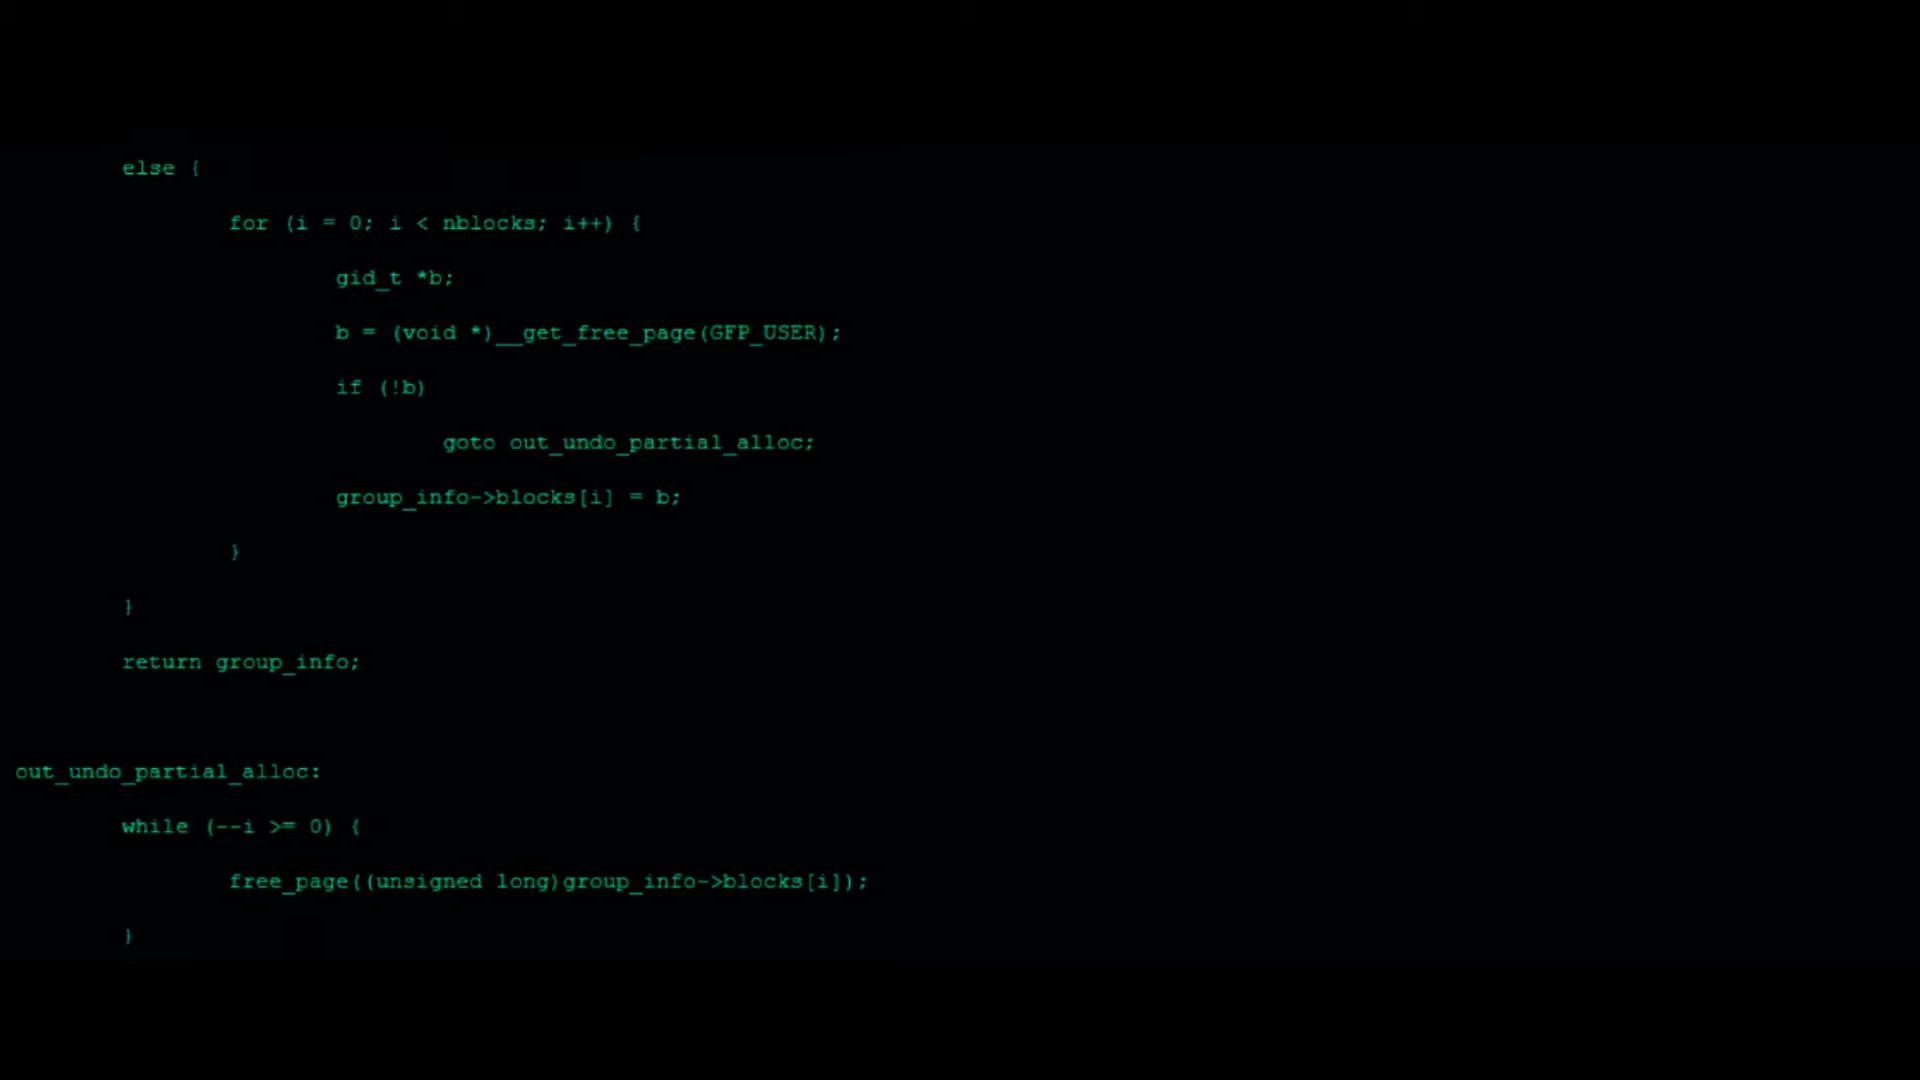 else {
for (i = 0; i < nblocks; i++) {
gid_t *b;
b = (void *)__get_free_page(GFP_USER);
if (!b)
goto out_undo_partial_alloc;
group_info->blocks[i] = b;
}
}
return group_info;
out_undo_partial_alloc:
while (--i >= 0) {
free_page((unsigned long)group_info->blocks[i]);
}